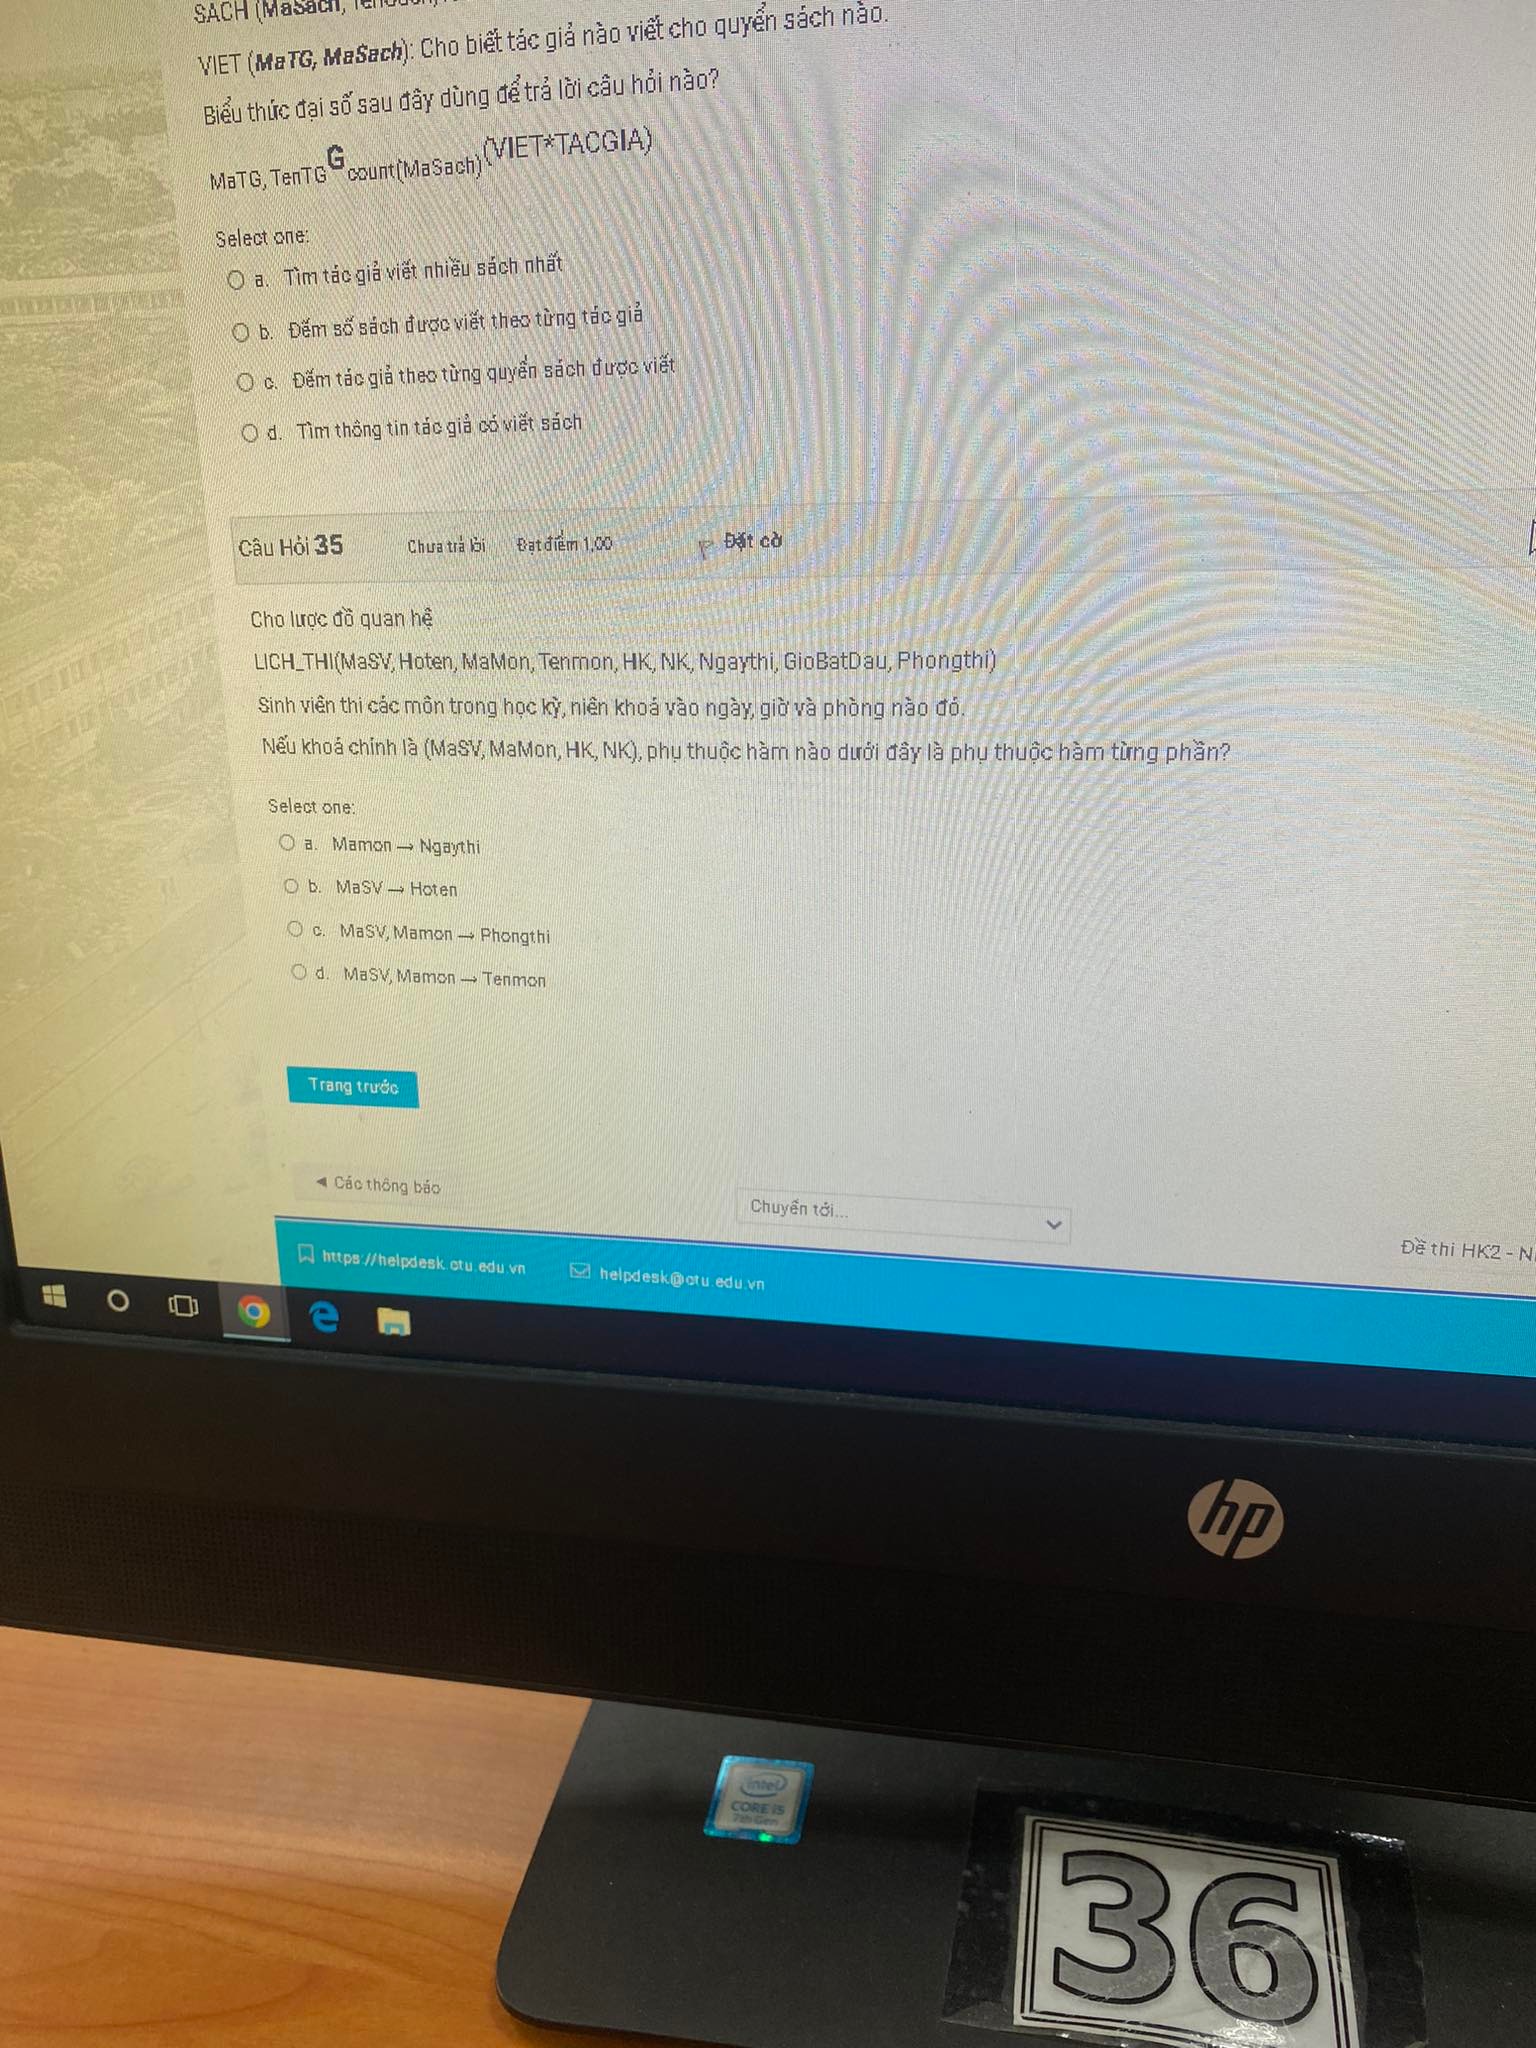 SACH (MaSach,
VIET (MaTG, MaSach): Cho biết tác giả nào viết cho quyển sách nào.
Biểu thức đại số sau đây dùng để trả lời câu hỏi nào?
MaTG, TenTG G count(MaSach) (VIET*TACGIA)
Select one:
a. Tìm tác giả viết nhiều sách nhất
b. Đếm số sách được viết theo từng tác giả
c. Đếm tác giả theo từng quyển sách được viết
d. Tìm thông tin tác giả có viết sách
Câu Hỏi 35 Chưa trả lời Đạt điểm 1,00 Đặt cờ
Cho lược đồ quan hệ
LICH_THI(MaSV, Hoten, MaMon, Tenmon, HK, NK, Ngaythi, GioBatDau, Phongthi)
Sinh viên thi các môn trong học kỳ, niên khoá vào ngày, giờ và phòng nào đó.
Nếu khoá chính là (MaSV, MaMon, HK, NK), phụ thuộc hàm nào dưới đây là phụ thuộc hàm từng phần?
Select one:
a. Mamon → Ngaythi
b. MaSV → Hoten
c. MaSV, Mamon → Phongthi
d. MaSV, Mamon → Tenmon
Trang trước
◄ Các thông báo
Chuyển tới...
Đề thi HK2 -
https://helpdesk.ctu.edu.vn helpdesk@ctu.edu.vn
hp
intel
CORE i5
7th Gen
36